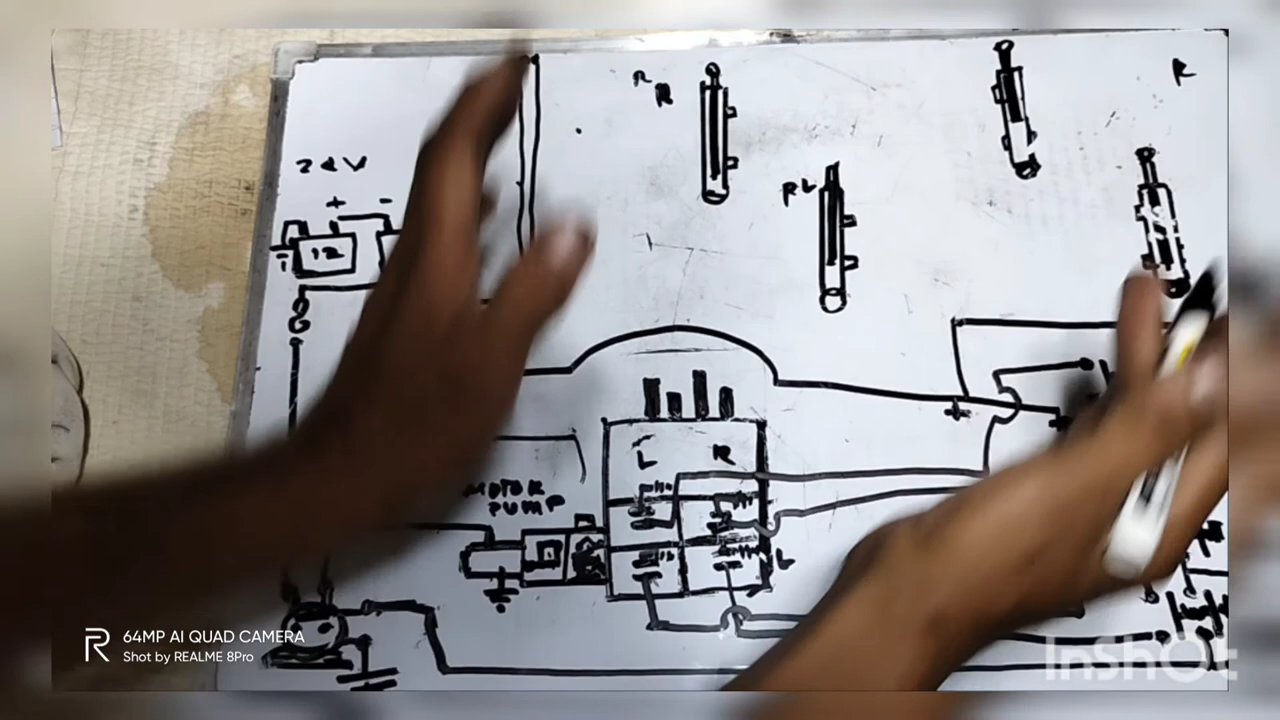 R
R
R
24V
RL
+ -
12
L R
+
MOTOR
PUMP
L
64MP AI QUAD CAMERA
Shot by REALME 8Pro
InShOt